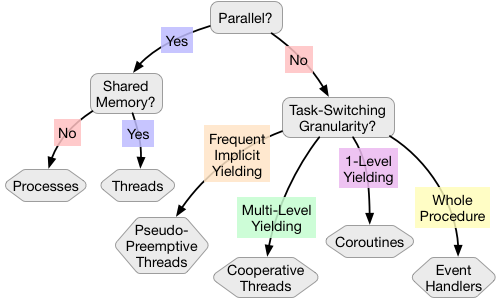 Parallel?
Yes
No
Shared
Memory?
Task-Switching
Granularity?
No
Yes
Frequent
Implicit
Yielding
1-Level
Yielding
Multi-Level
Yielding
Whole
Procedure
Processes
Threads
Pseudo-
Preemptive
Threads
Cooperative
Threads
Coroutines
Event
Handlers